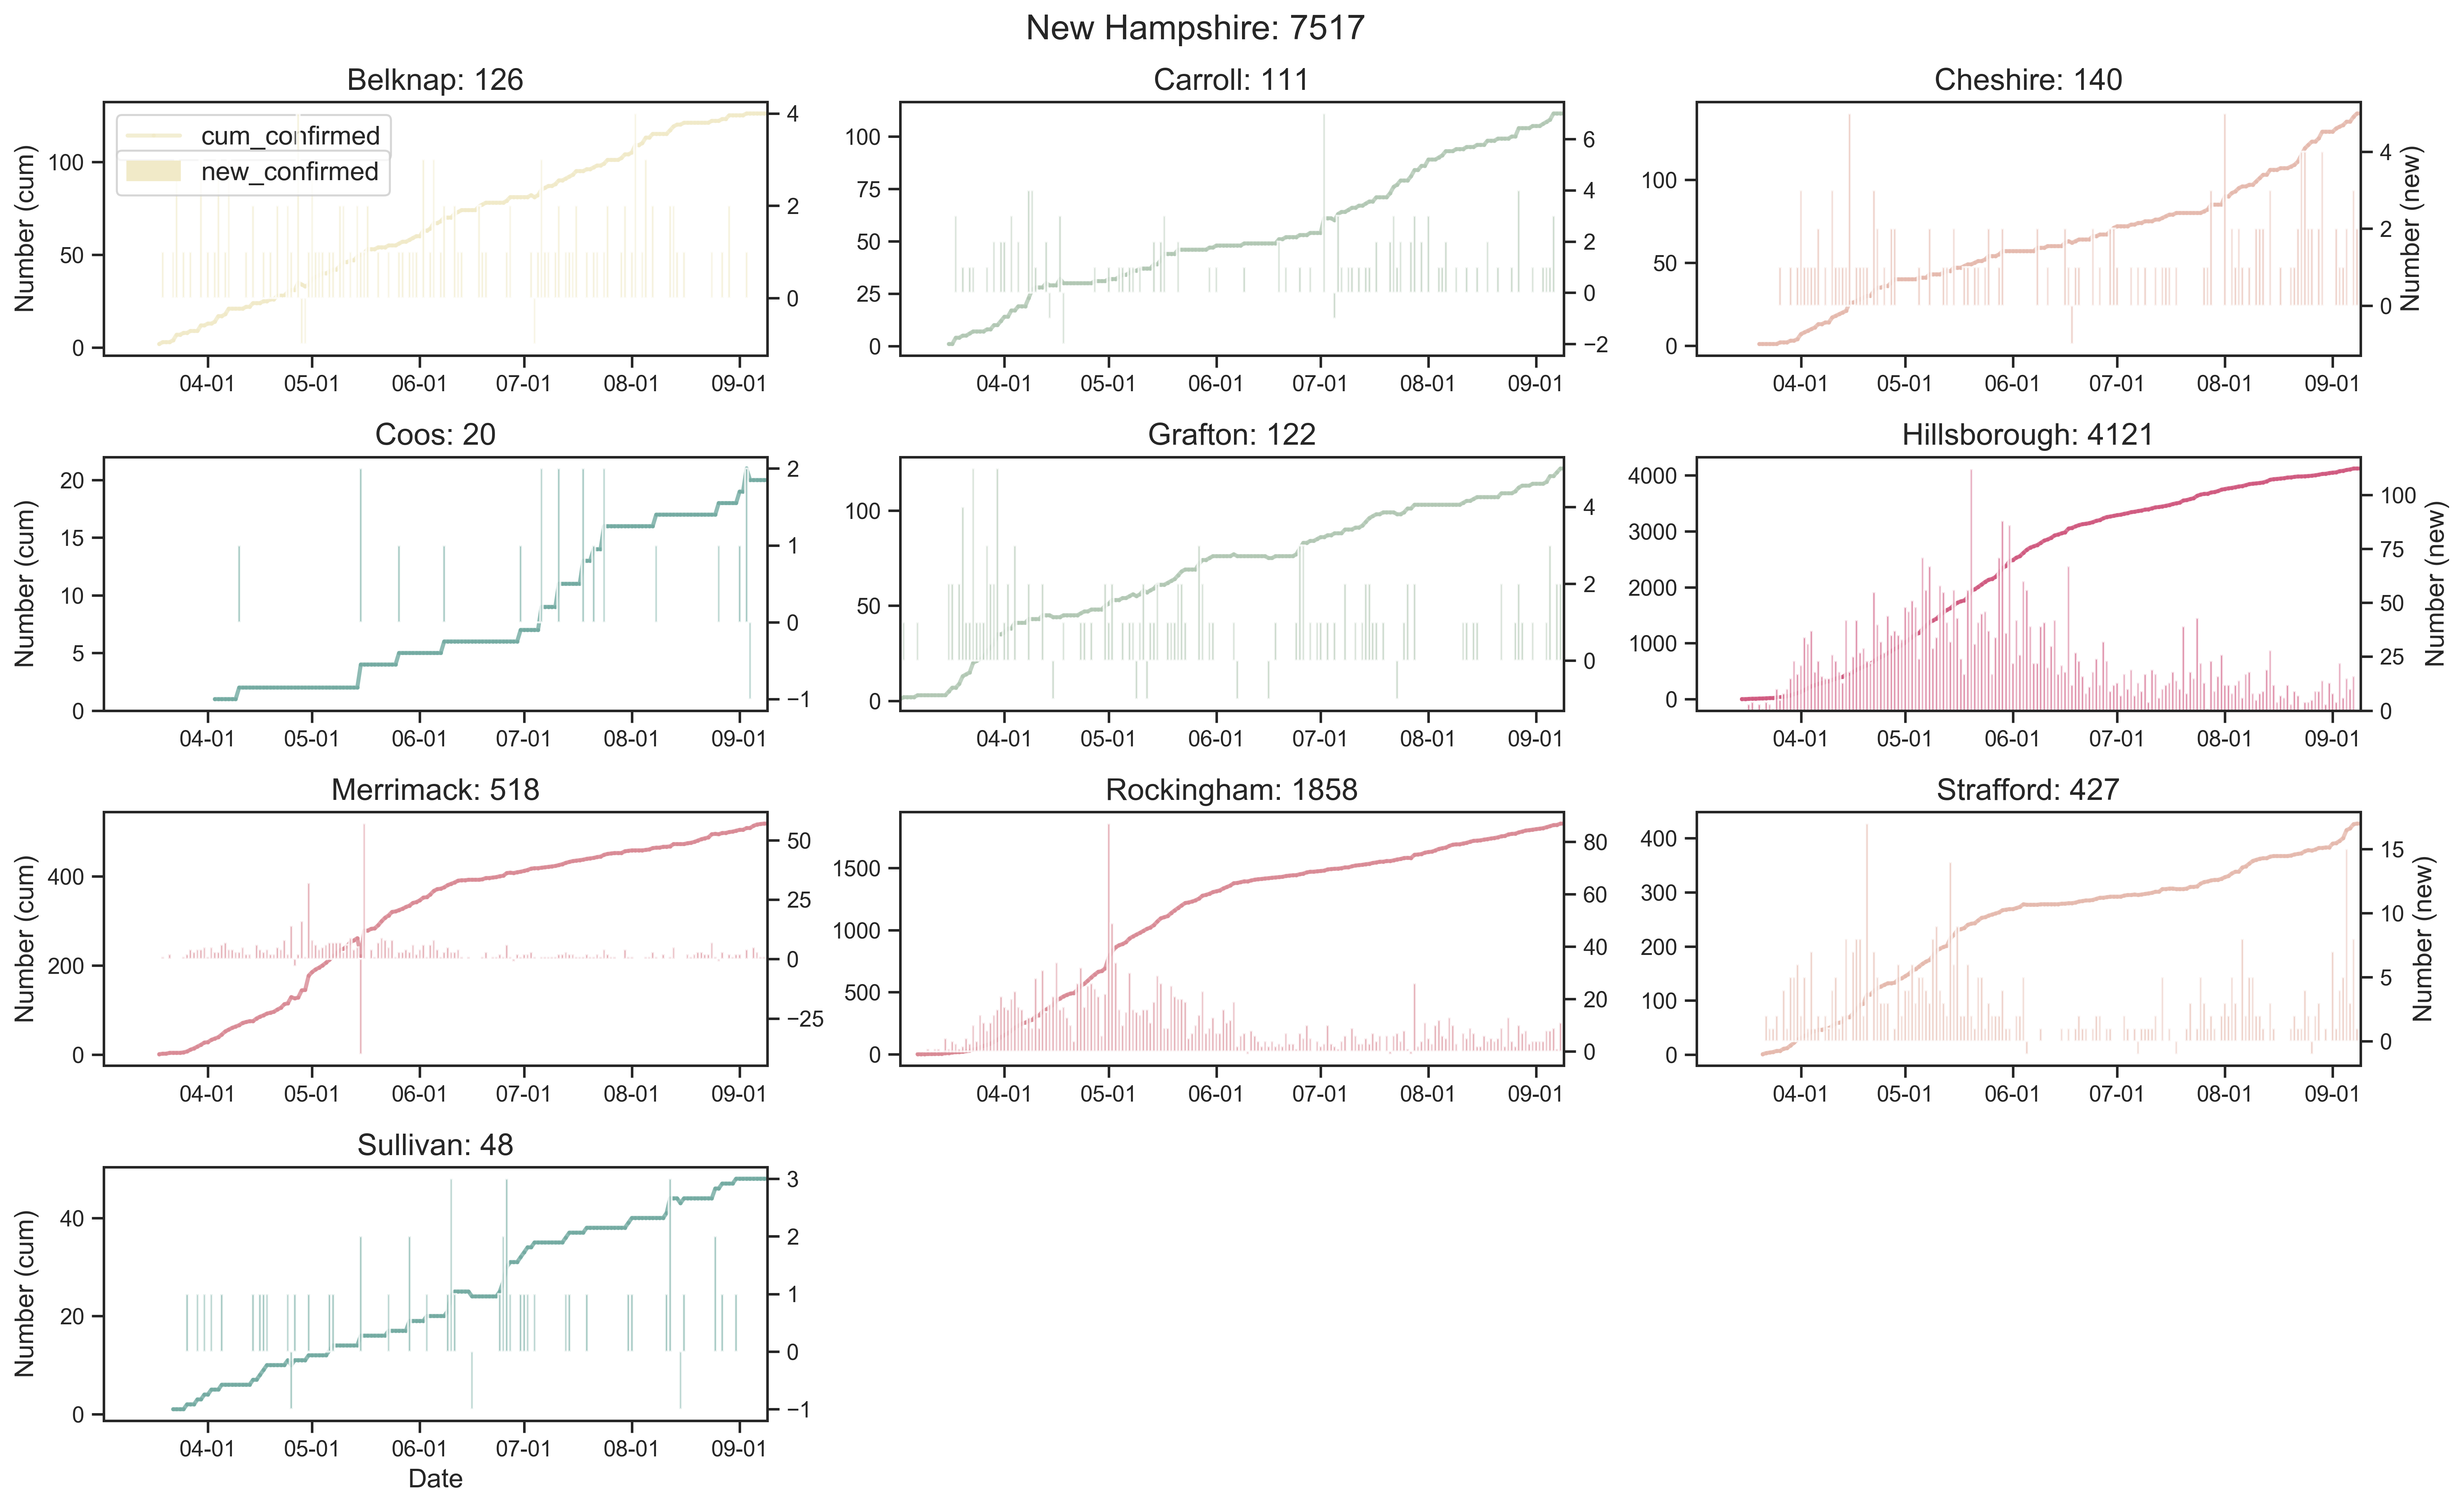 New Hampshire: 7517
Belknap: 126
Number (cum)
0
50
100
cum_confirmed
new_confirmed
0
2
4
04-01 05-01 06-01 07-01 08-01 09-01
Carroll: 111
0
25
50
75
100
−2
0
2
4
6
04-01 05-01 06-01 07-01 08-01 09-01
Cheshire: 140
0
50
100
0
2
4
Number (new)
04-01 05-01 06-01 07-01 08-01 09-01
Coos: 20
Number (cum)
0
5
10
15
20
−1
0
1
2
04-01 05-01 06-01 07-01 08-01 09-01
Grafton: 122
0
50
100
0
2
4
04-01 05-01 06-01 07-01 08-01 09-01
Hillsborough: 4121
0
1000
2000
3000
4000
0
25
50
75
100
Number (new)
04-01 05-01 06-01 07-01 08-01 09-01
Merrimack: 518
Number (cum)
0
200
400
−25
0
25
50
04-01 05-01 06-01 07-01 08-01 09-01
Rockingham: 1858
0
500
1000
1500
0
20
40
60
80
04-01 05-01 06-01 07-01 08-01 09-01
Strafford: 427
0
100
200
300
400
0
5
10
15
Number (new)
04-01 05-01 06-01 07-01 08-01 09-01
Sullivan: 48
Number (cum)
0
20
40
−1
0
1
2
3
04-01 05-01 06-01 07-01 08-01 09-01
Date